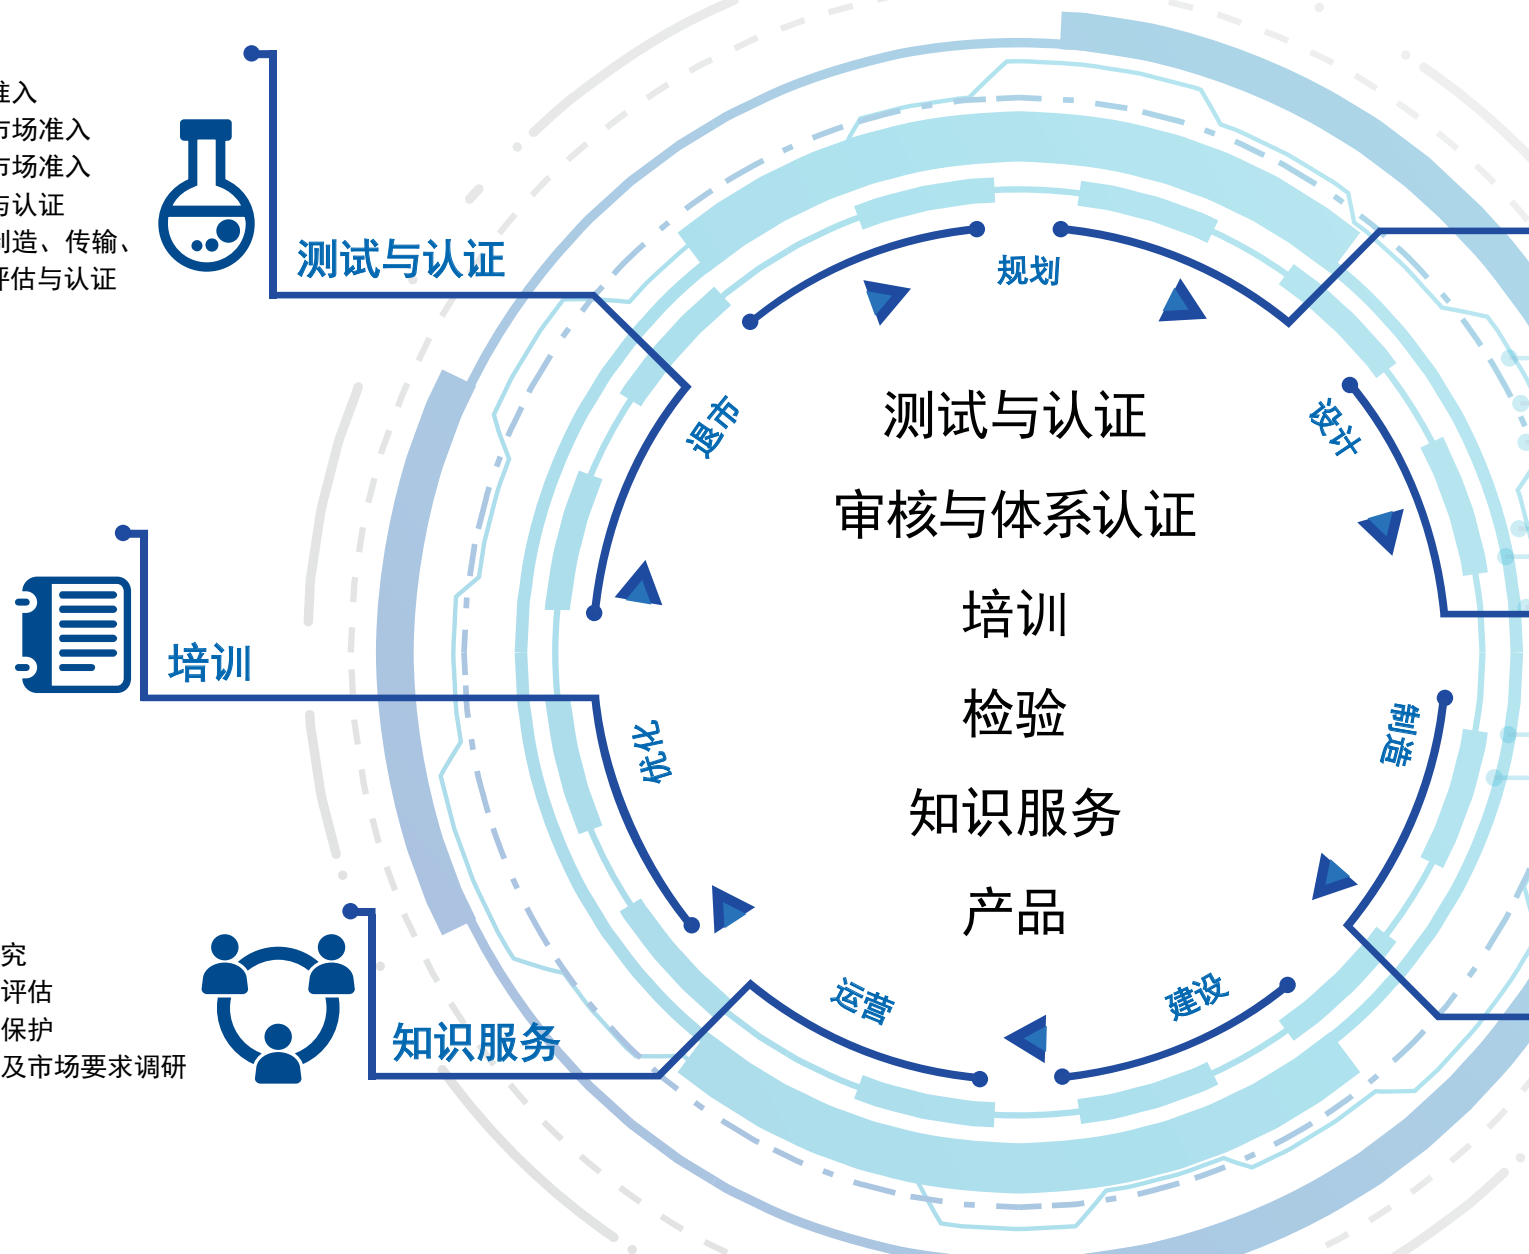 准入
市场准入
市场准入
与认证
制造、传输、
评估与认证
测试与认证
规划
退市
设计
测试与认证
审核与体系认证
培训
检验
知识服务
产品
培训
优化
制造
究
评估
保护
及市场要求调研
知识服务
运营
建设